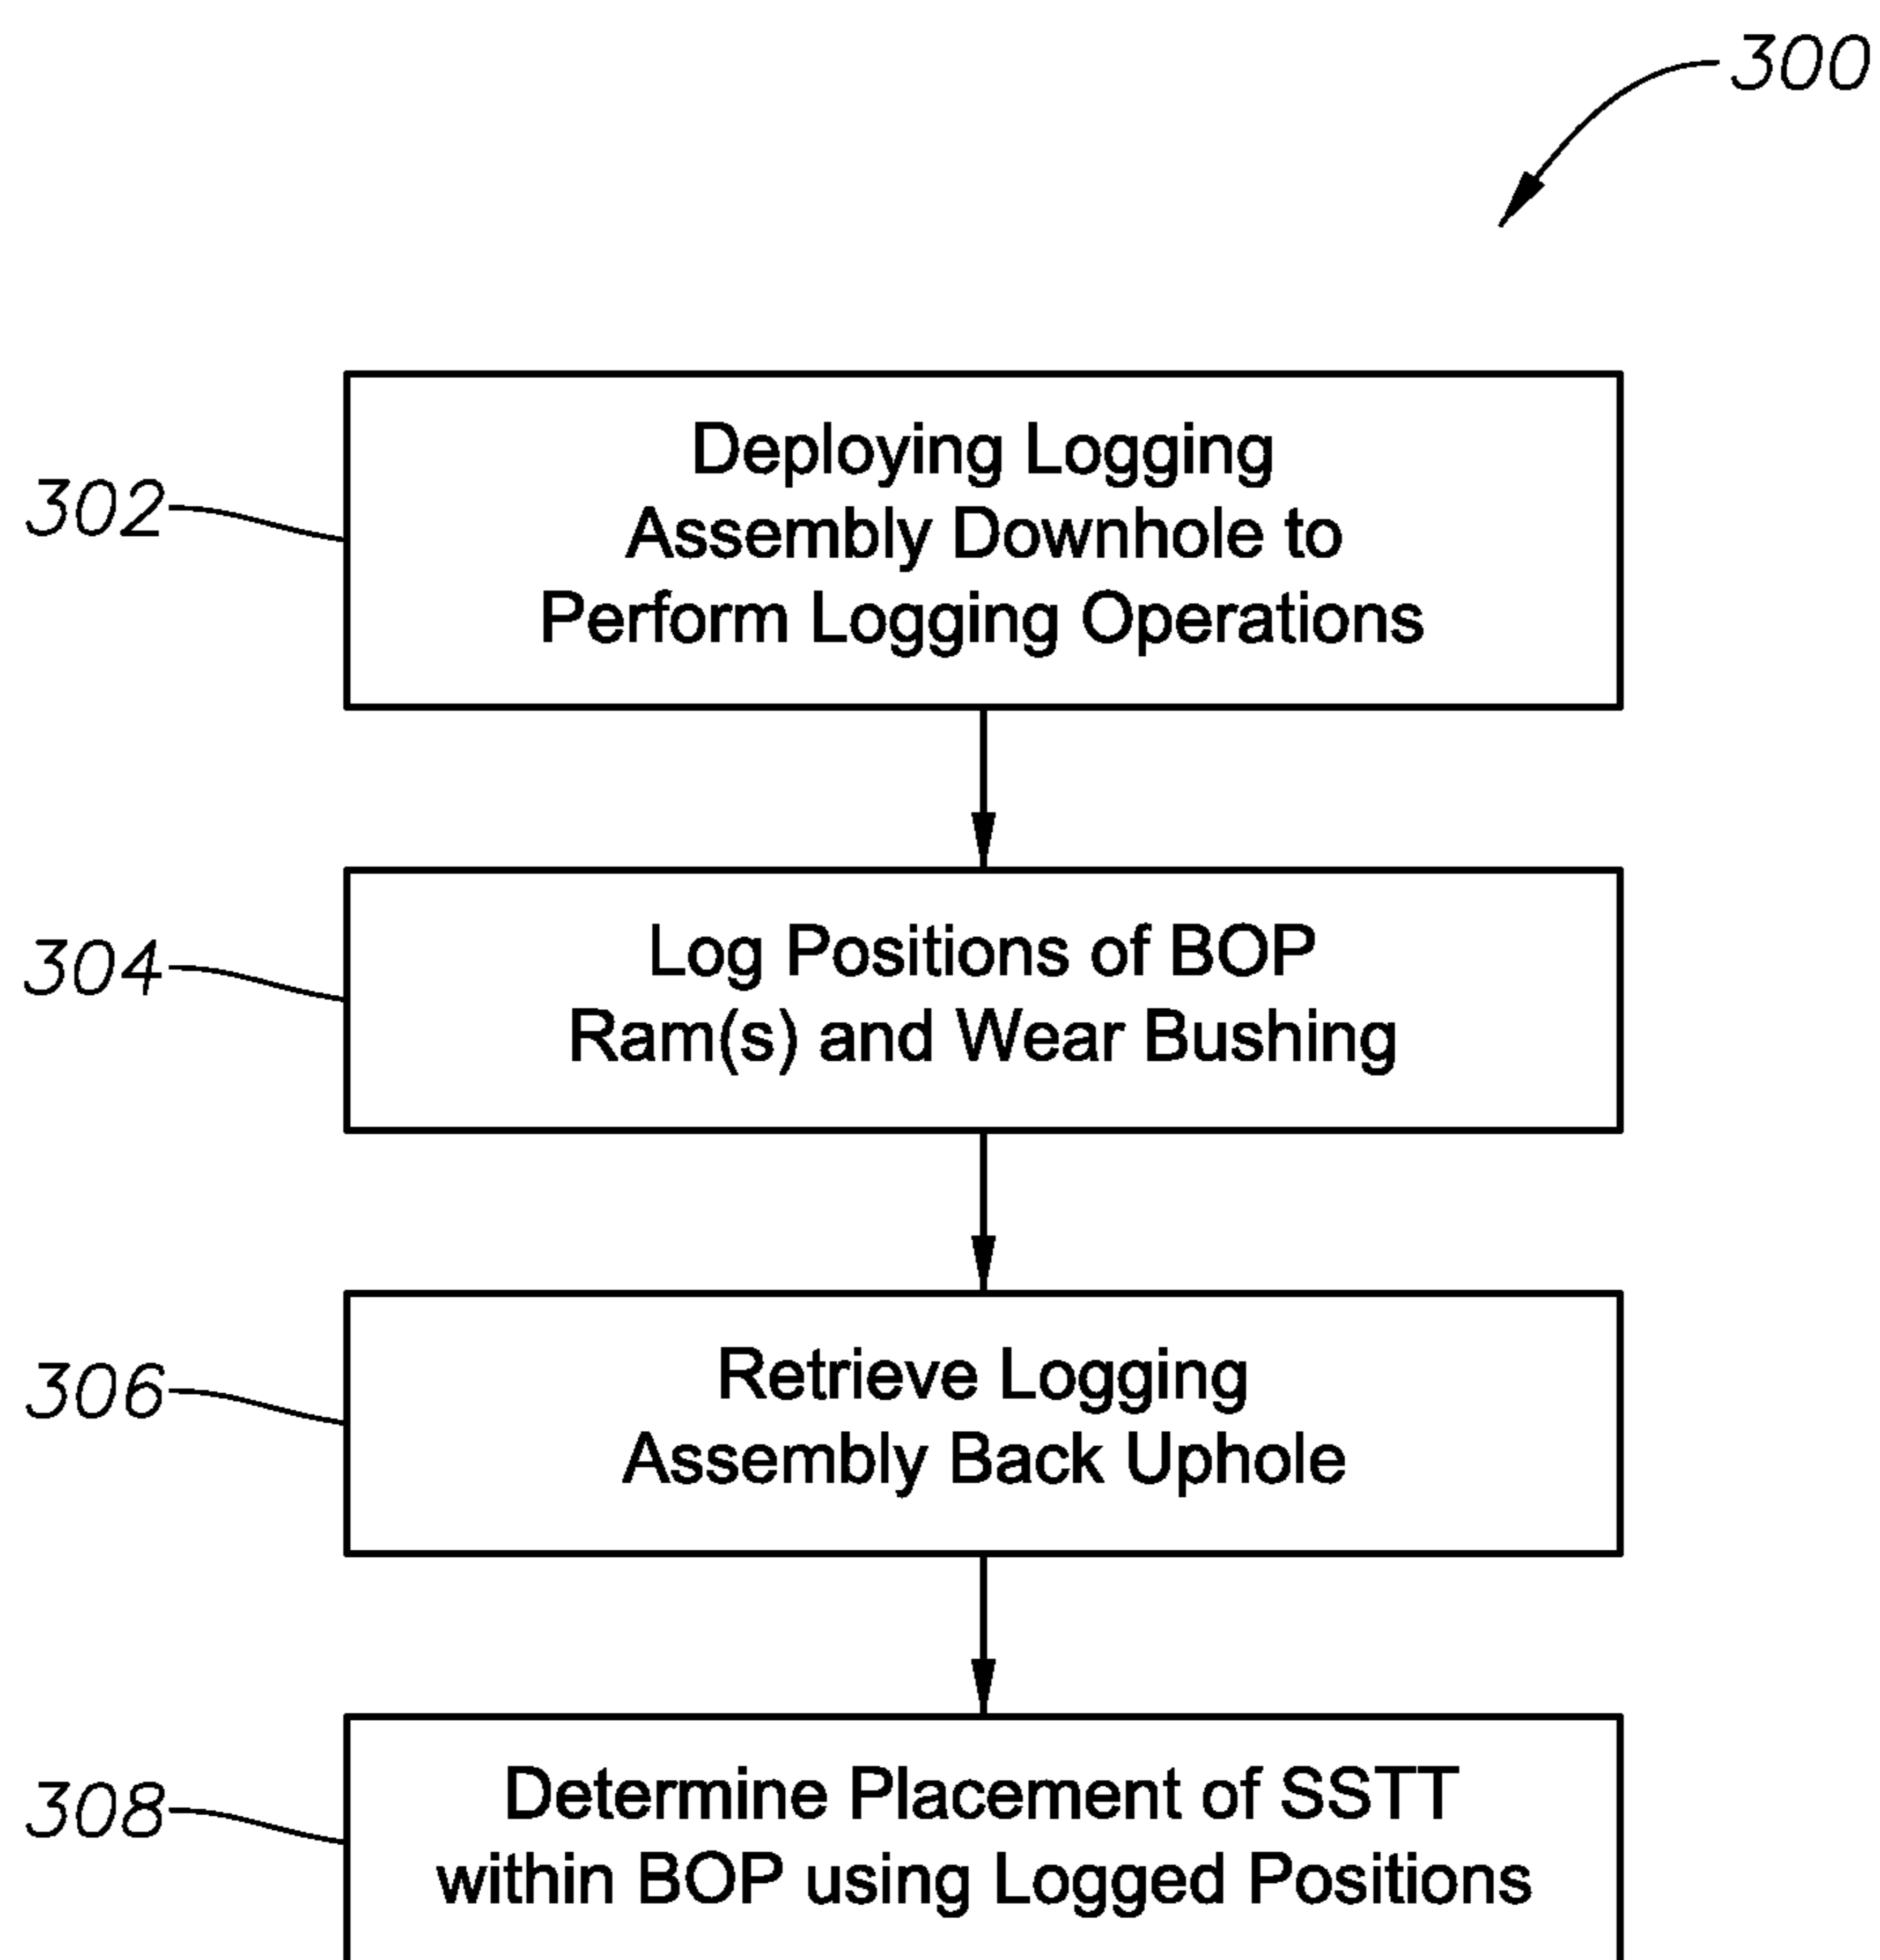 300
302
Deploying Logging
Assembly Downhole to
Perform Logging Operations
304
Log Positions of BOP
Ram(s) and Wear Bushing
306
Retrieve Logging
Assembly Back Uphole
308
Determine Placement of SSTT
within BOP using Logged Positions